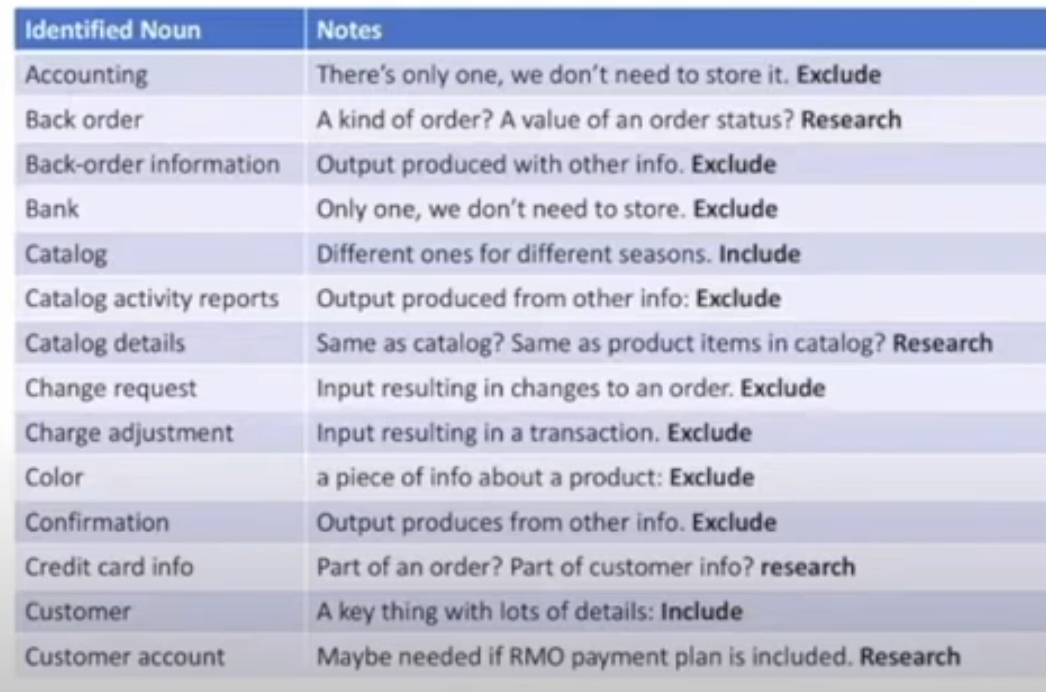 Identified Noun Notes
Accounting There's only one, we don't need to store it. Exclude
Back order A kind of order? A value of an order status? Research
Back-order information Output produced with other info. Exclude
Bank Only one, we don't need to store. Exclude
Catalog Different ones for different seasons. Include
Catalog activity reports Output produced from other info: Exclude
Catalog details Same as catalog? Same as product items in catalog? Research
Change request Input resulting in changes to an order. Exclude
Charge adjustment Input resulting in a transaction. Exclude
Color a piece of info about a product: Exclude
Confirmation Output produces from other info. Exclude
Credit card info Part of an order? Part of customer info? research
Customer A key thing with lots of details: Include
Customer account Maybe needed if RMO payment plan is included. Research